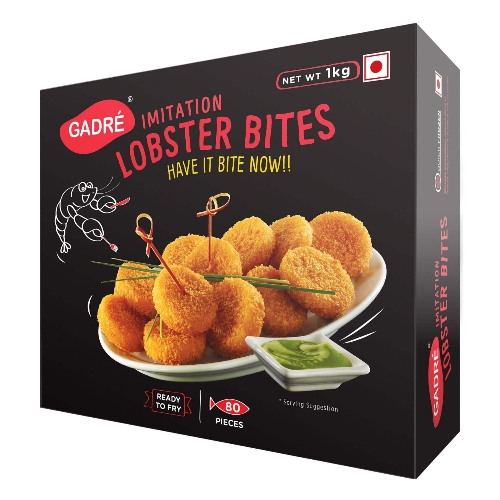 GADRÉ
®
IMITATION
LOBSTER BITES
HAVE IT BITE NOW!!
NET WT 1kg
READY
TO FRY
80
PIECES
* Serving Suggestion
GADRÉ
IMITATION
LOBSTER BITES